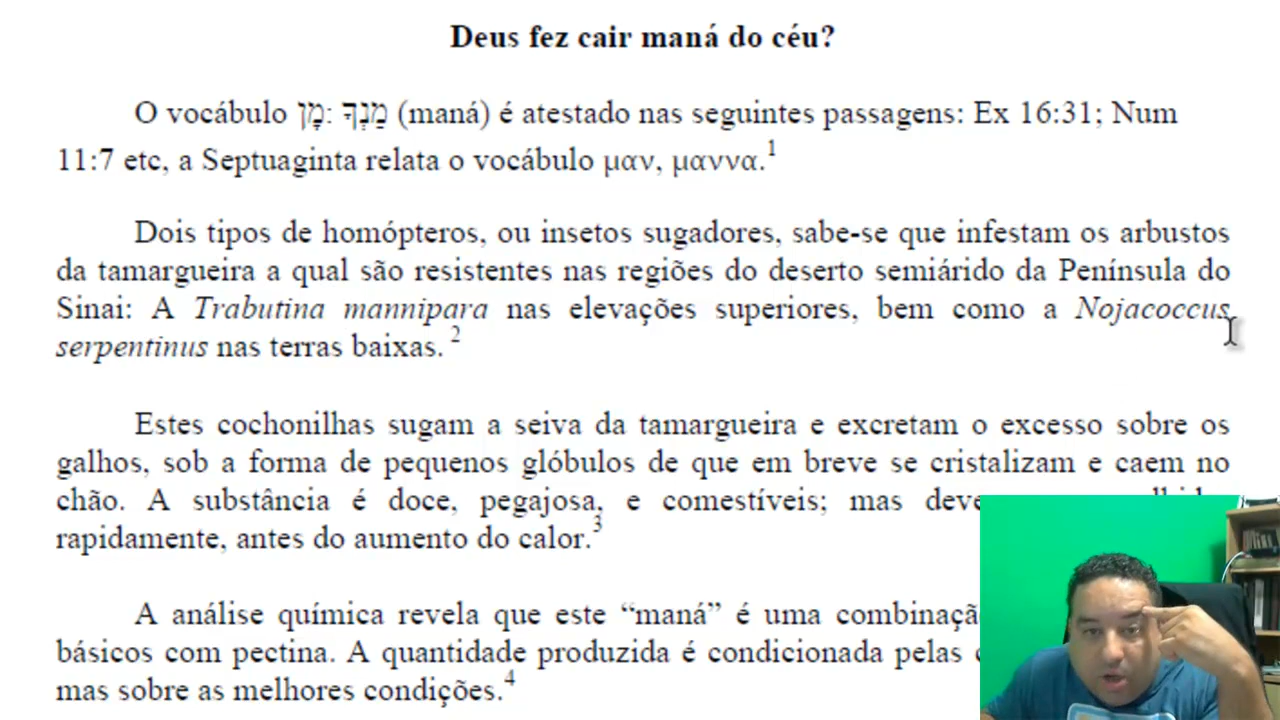 Deus fez cair maná do céu?
O vocábulo מָן: מַנְךָ (maná) é atestado nas seguintes passagens: Ex 16:31; Num
11:7 etc, a Septuaginta relata o vocábulo μαν, μαννα.1
Dois tipos de homópteros, ou insetos sugadores, sabe-se que infestam os arbustos
da tamargueira a qual são resistentes nas regiões do deserto semiárido da Península do
Sinai: A Trabutina mannipara nas elevações superiores, bem como a Nojacoccus
serpentinus nas terras baixas. 2
Estes cochonilhas sugam a seiva da tamargueira e excretam o excesso sobre os
galhos, sob a forma de pequenos glóbulos de que em breve se cristalizam e caem no
chão. A substância é doce, pegajosa, e comestíveis; mas
rapidamente, antes do aumento do calor.3
A análise química revela que este “maná” é uma
básicos com pectina. A quantidade produzida é condicionada pelas
mas sobre as melhores condições.4